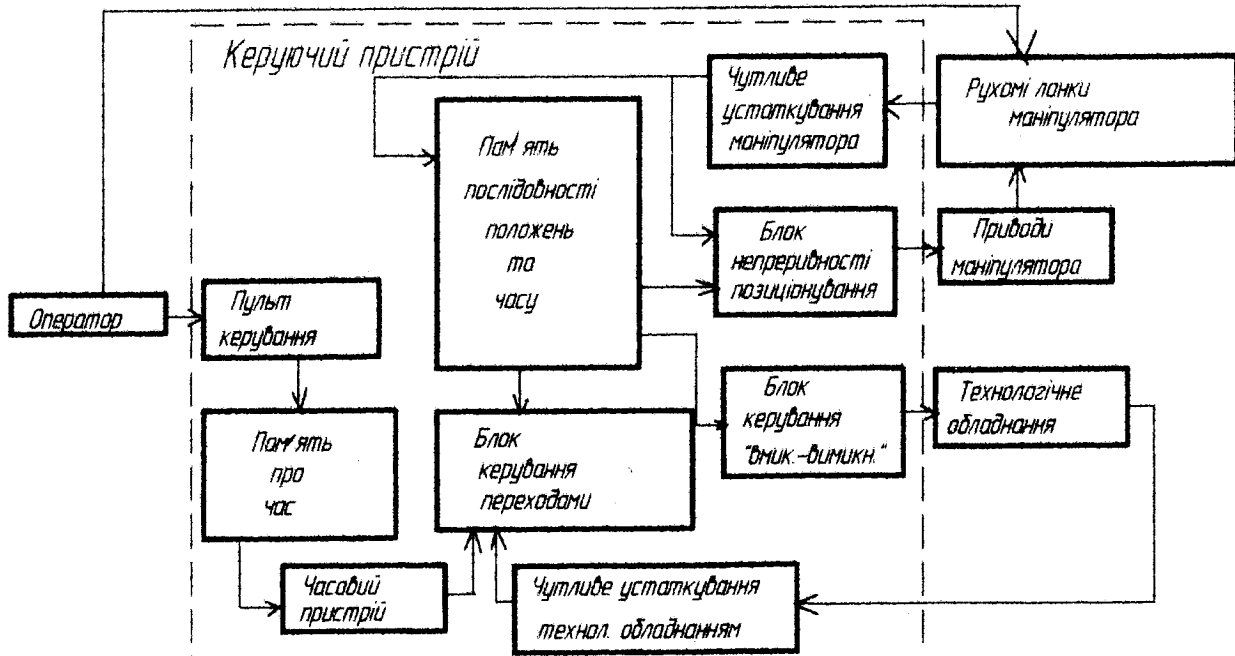 Керуючий пристрій
Чутливе
устаткування
маніпулятора
Рухомі ланки
маніпулятора
Пам'ять
послідовності
положень
та
часу
Блок
непреривності
позиціонування
Приводи
маніпулятора
Оператор
Пульт
керування
Пам'ять
про
час
Блок
керування
переходами
Блок
керування
"вмик.-вимикн."
Технологічне
обладнання
Часовий
пристрій
Чутливе устаткування
технол. обладнанням